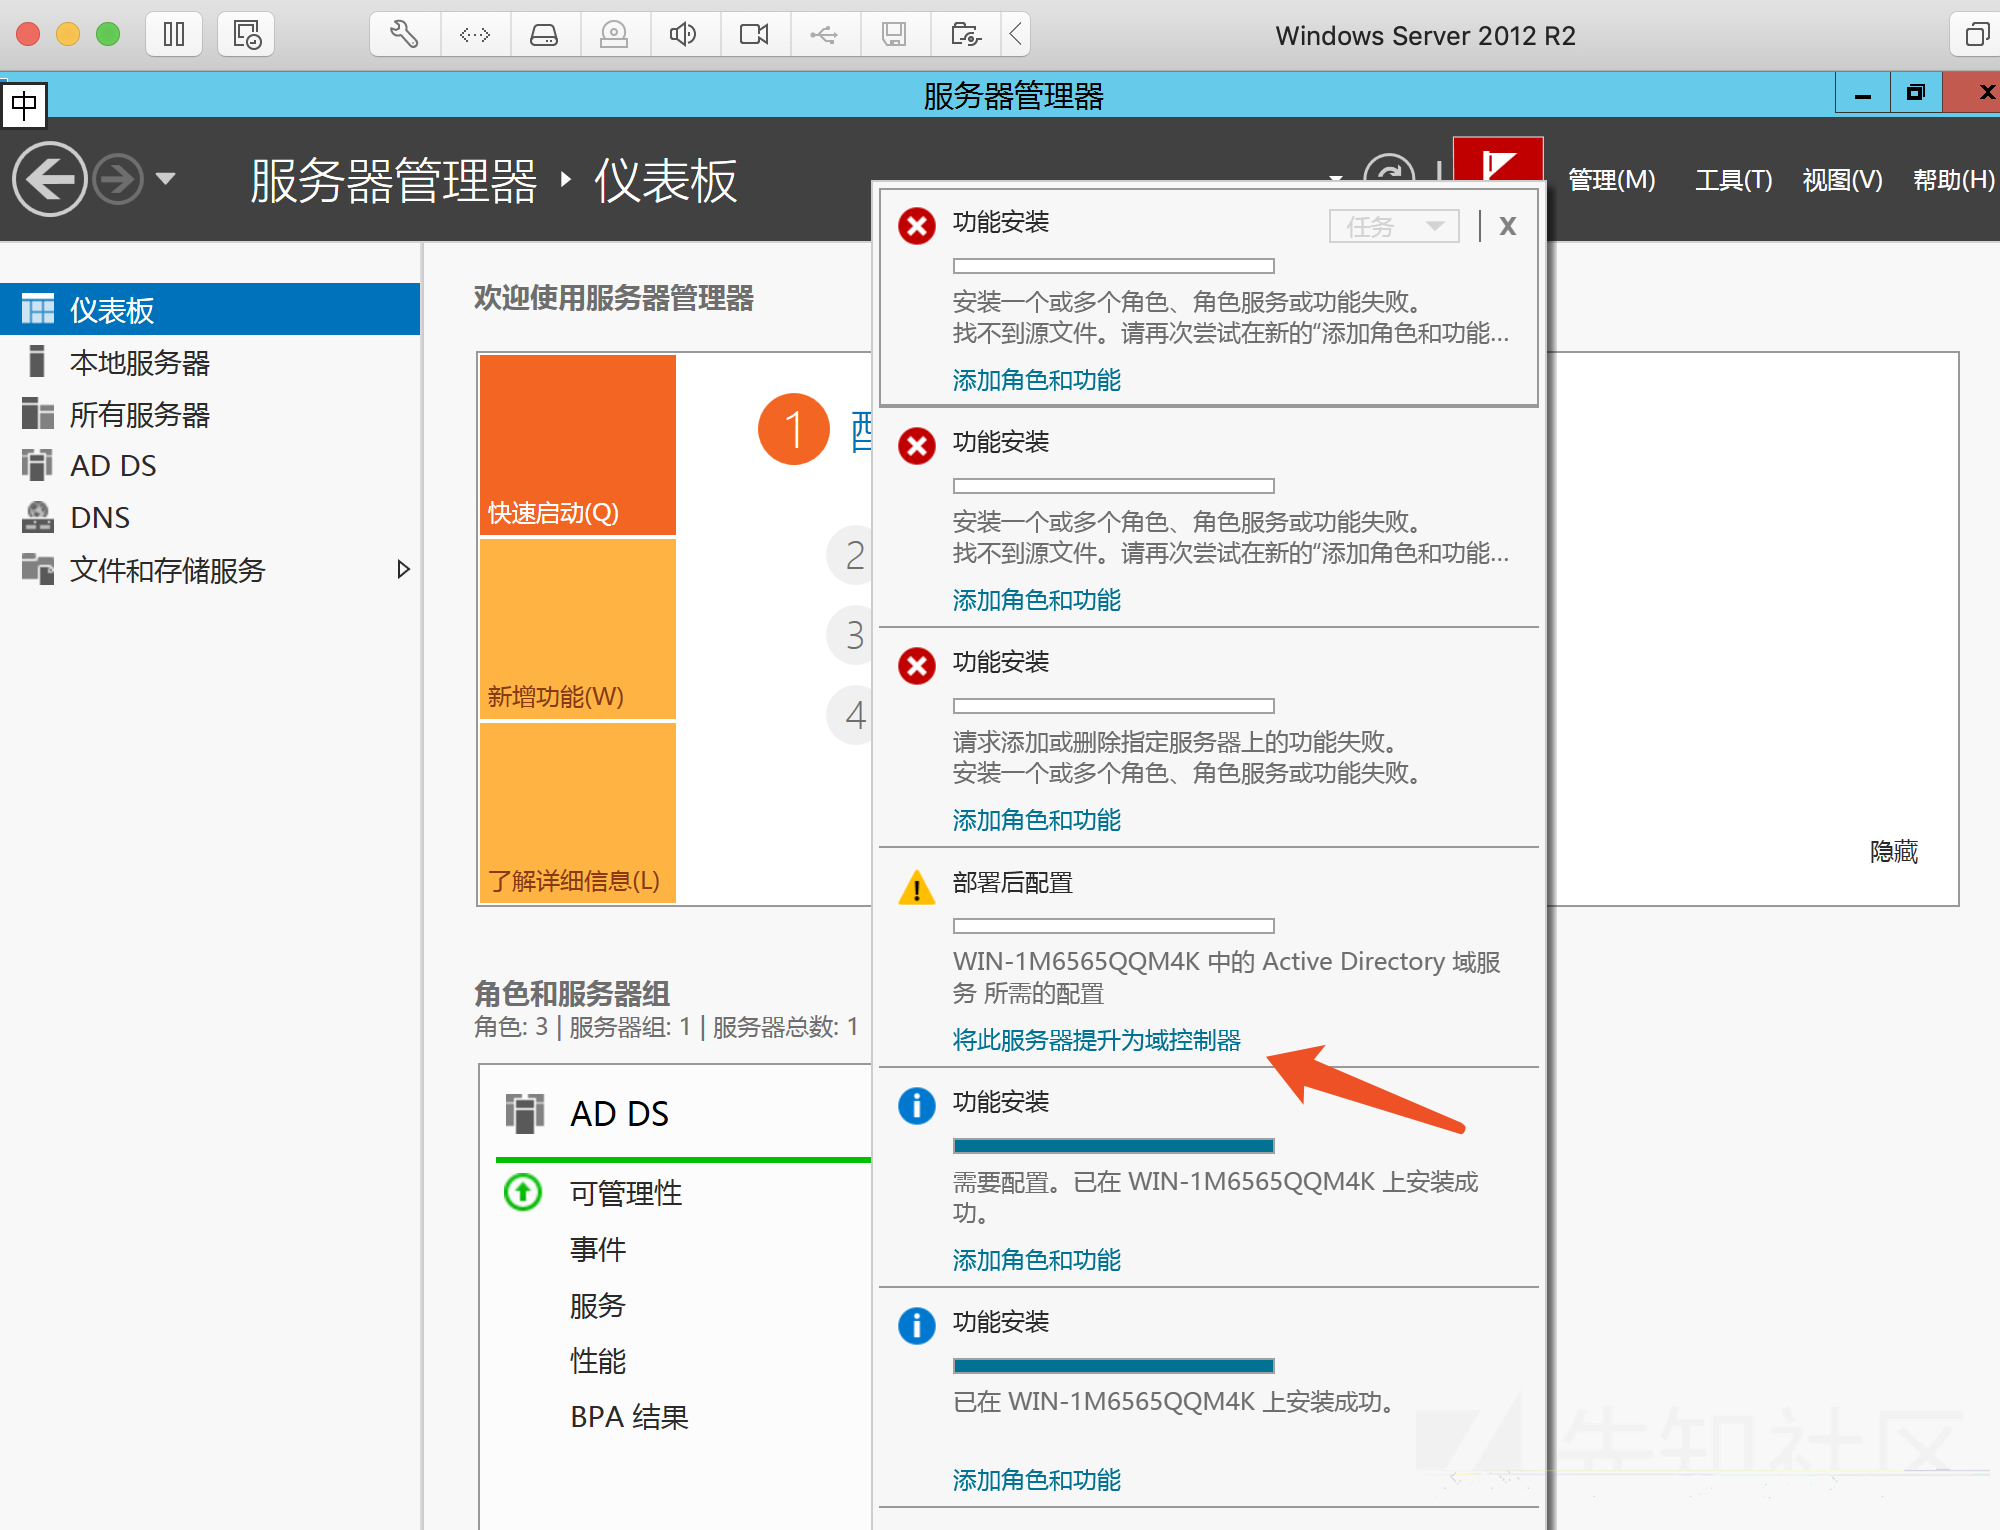 Windows Server 2012 R2
中
服务器管理器
服务器管理器 仪表板
管理(M) 工具(T) 视图(V) 帮助(H)
仪表板
本地服务器
所有服务器
AD DS
DNS
文件和存储服务
欢迎使用服务器管理器
快速启动(Q)
新增功能(W)
了解详细信息(L)
1
2
3
4
隐藏
角色和服务器组
角色: 3 | 服务器组: 1 | 服务器总数: 1
AD DS
可管理性
事件
服务
性能
BPA 结果
功能安装
任务
X
安装一个或多个角色、角色服务或功能失败。
找不到源文件。请再次尝试在新的“添加角色和功能...
添加角色和功能
功能安装
安装一个或多个角色、角色服务或功能失败。
找不到源文件。请再次尝试在新的“添加角色和功能...
添加角色和功能
功能安装
请求添加或删除指定服务器上的功能失败。
安装一个或多个角色、角色服务或功能失败。
添加角色和功能
部署后配置
WIN-1M6565QQM4K 中的 Active Directory 域服
务 所需的配置
将此服务器提升为域控制器
功能安装
需要配置。已在 WIN-1M6565QQM4K 上安装成
功。
添加角色和功能
功能安装
已在 WIN-1M6565QQM4K 上安装成功。
添加角色和功能
先知社区